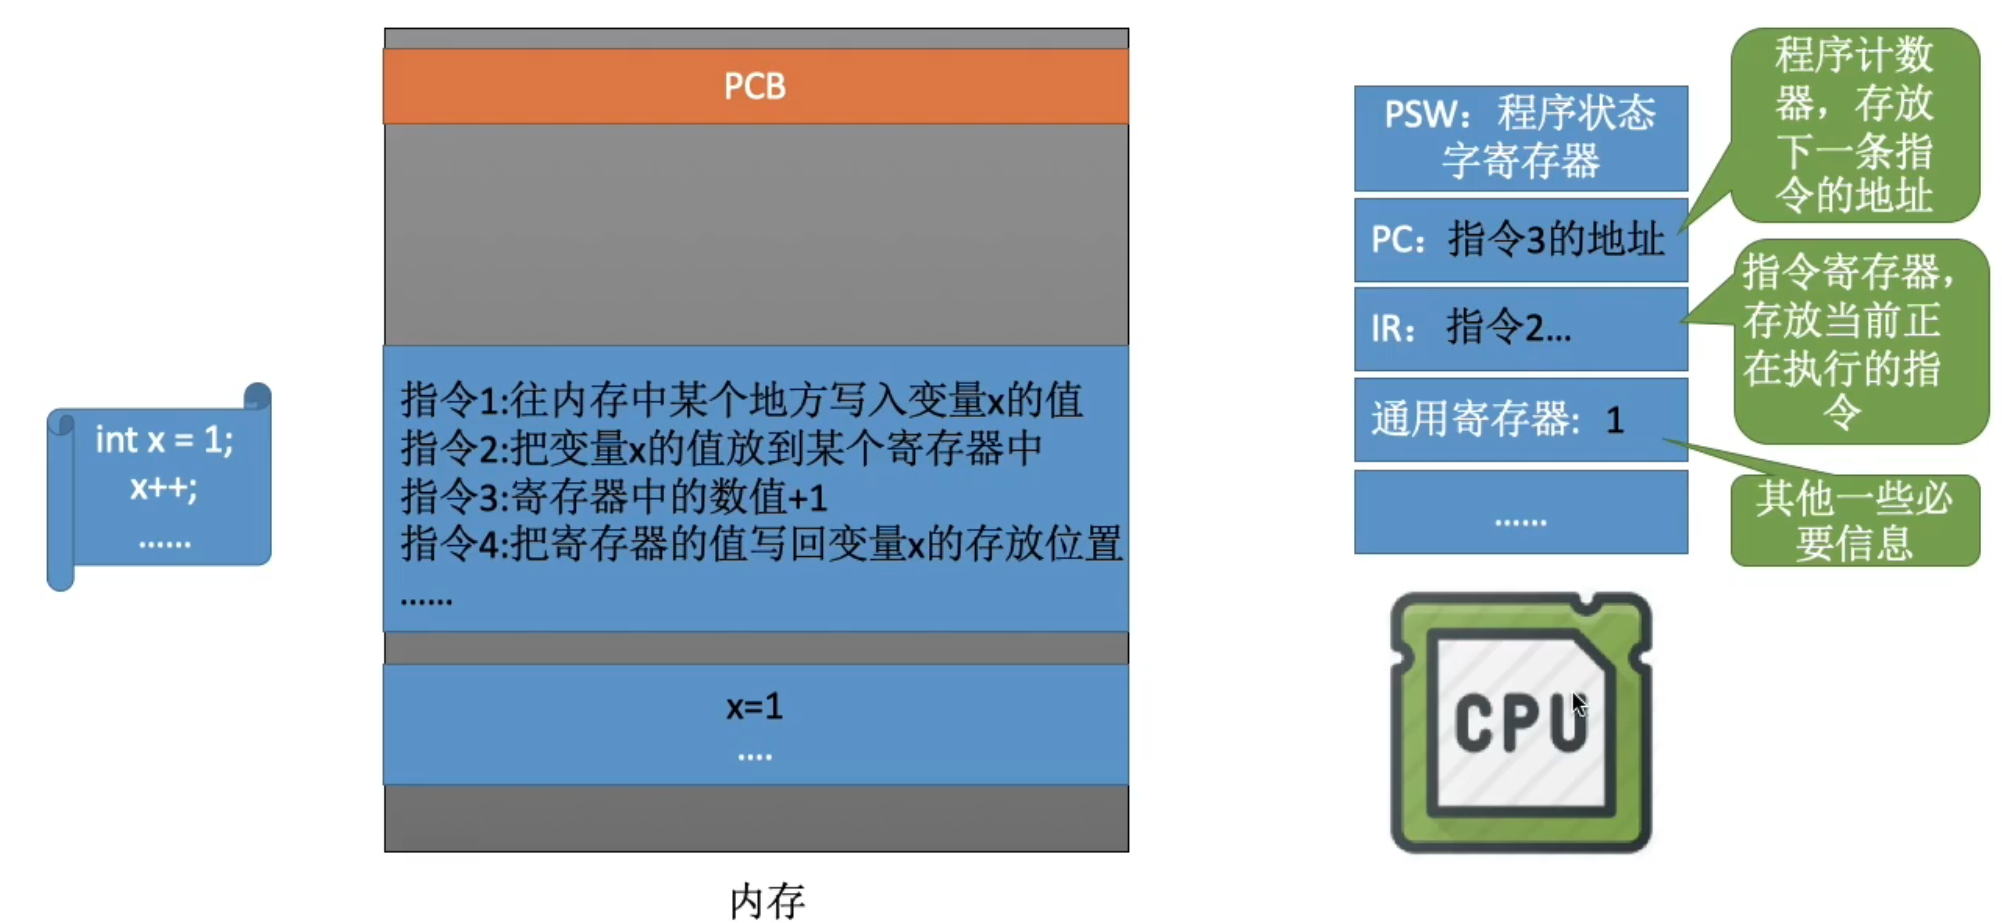 int x = 1;
x++;
......
PCB
指令1:往内存中某个地方写入变量x的值
指令2:把变量x的值放到某个寄存器中
指令3:寄存器中的数值+1
指令4:把寄存器的值写回变量x的存放位置
......
x=1
....
内存
PSW：程序状态
字寄存器
PC：指令3的地址
IR：指令2...
通用寄存器：1
......
程序计数
器，存放
下一条指
令的地址
指令寄存器，
存放当前正
在执行的指
令
其他一些必
要信息
CPU